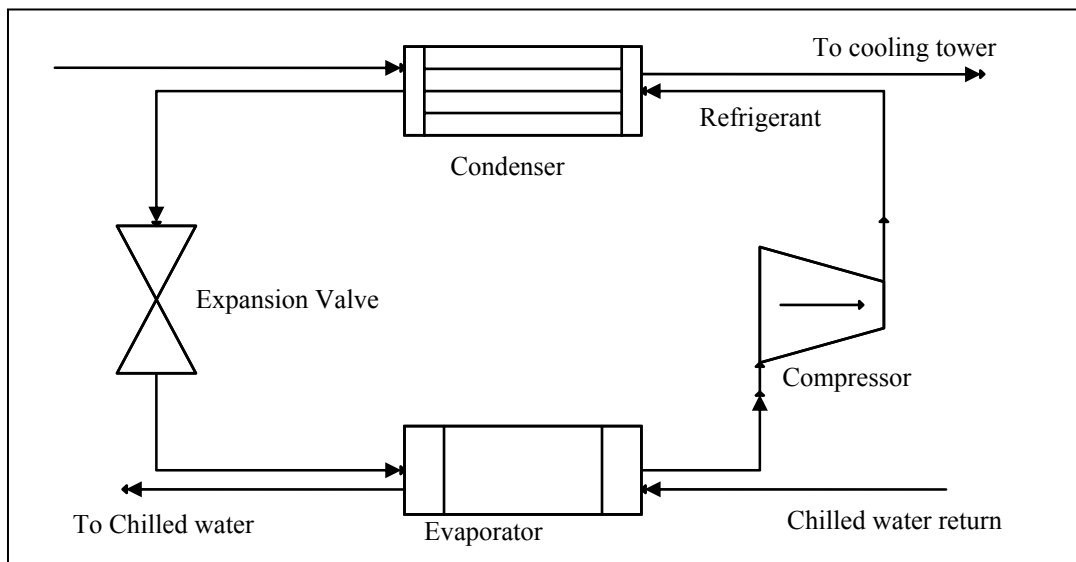 To cooling tower
Refrigerant
Condenser
Expansion Valve
Compressor
To Chilled water
Evaporator
Chilled water return